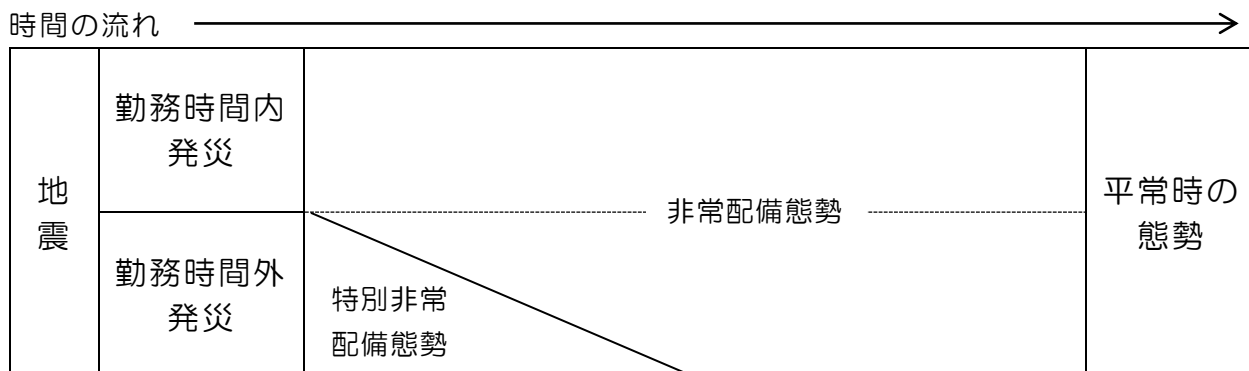 時間の流れ
地
震
勤務時間内
発災
勤務時間外
発災
非常配備態勢
特別非常
配備態勢
平常時の
態勢